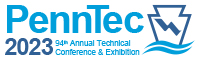 PennTec
2023 94th Annual Technical
Conference & Exhibition